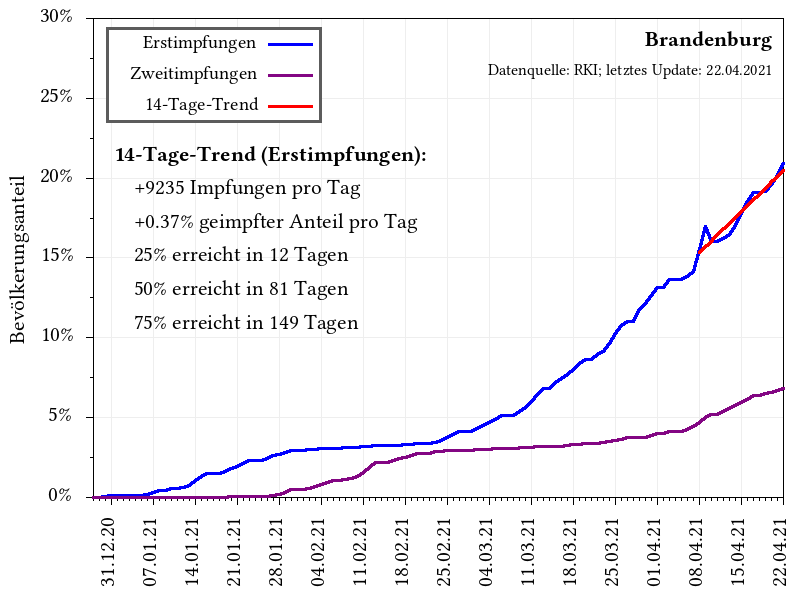 30%
25%
20%
15%
10%
5%
0%
Bevölkerungsanteil
Erstimpfungen
Zweitimpfungen
14-Tage-Trend
Brandenburg
Datenquelle: RKI; letztes Update: 22.04.2021
14-Tage-Trend (Erstimpfungen):
+9235 Impfungen pro Tag
+0.37% geimpfter Anteil pro Tag
25% erreicht in 12 Tagen
50% erreicht in 81 Tagen
75% erreicht in 149 Tagen
31.12.20
07.01.21
14.01.21
21.01.21
28.01.21
04.02.21
11.02.21
18.02.21
25.02.21
04.03.21
11.03.21
18.03.21
25.03.21
01.04.21
08.04.21
15.04.21
22.04.21